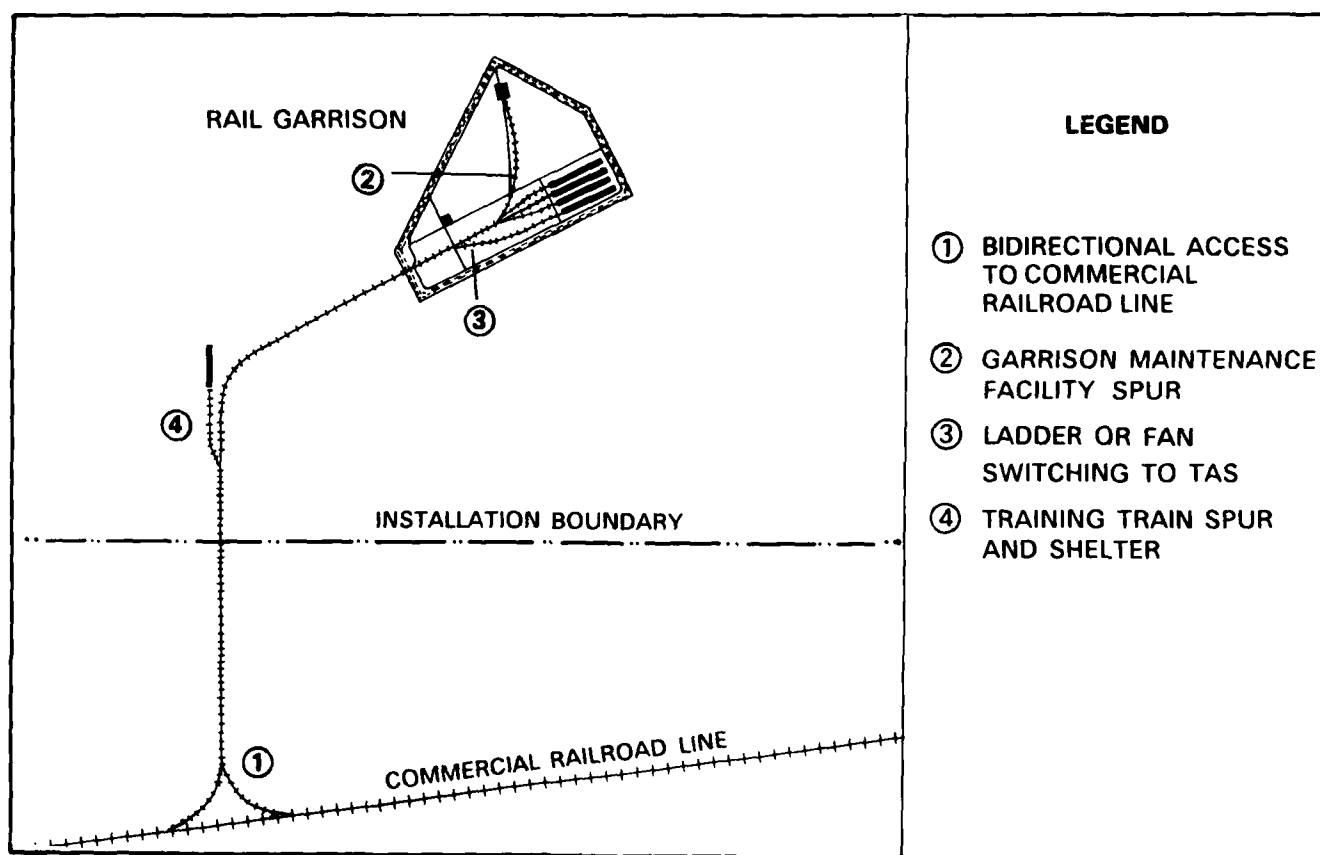 RAIL GARRISON
②
③
④
INSTALLATION BOUNDARY
①
COMMERCIAL RAILROAD LINE
LEGEND
① BIDIRECTIONAL ACCESS
TO COMMERCIAL
RAILROAD LINE
② GARRISON MAINTENANCE
FACILITY SPUR
③ LADDER OR FAN
SWITCHING TO TAS
④ TRAINING TRAIN SPUR
AND SHELTER